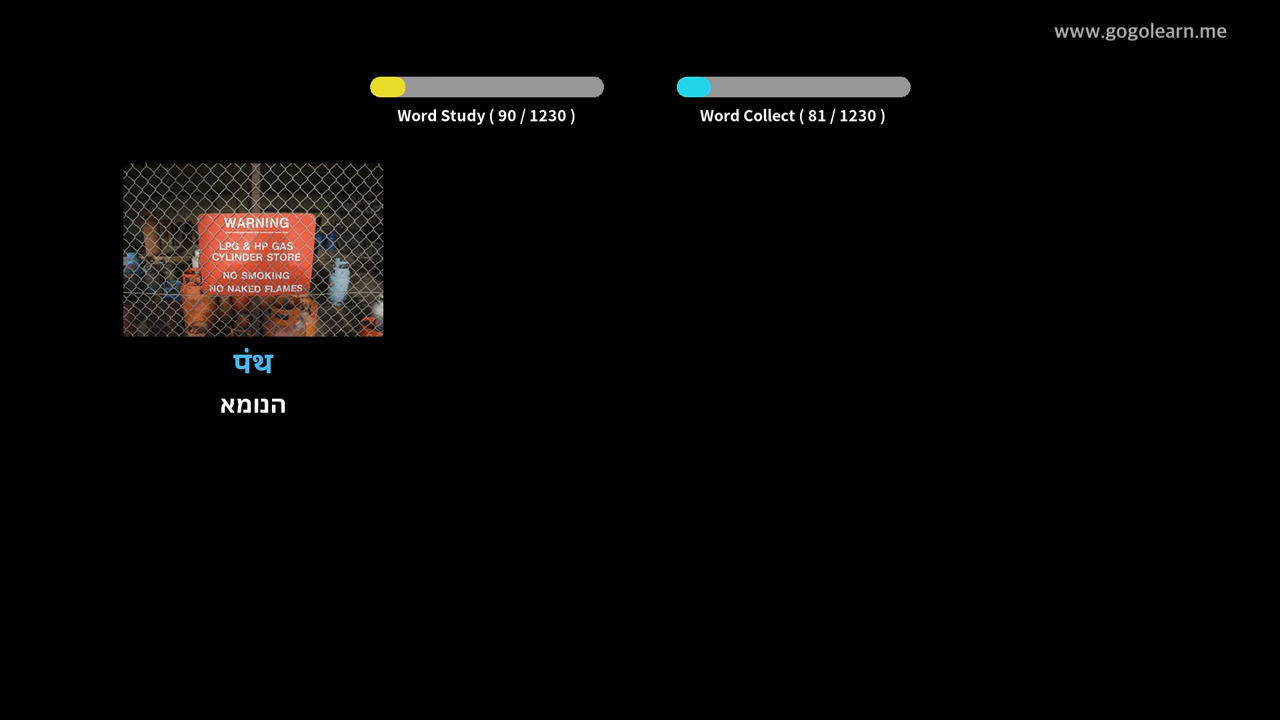 www.gogolearn.me
Word Study ( 90 / 1230 )
Word Collect ( 81 / 1230 )
WARNING
LPG & HP GAS
CYLINDER STORE
NO SMOKING
NO NAKED FLAMES
पंथ
הנומא